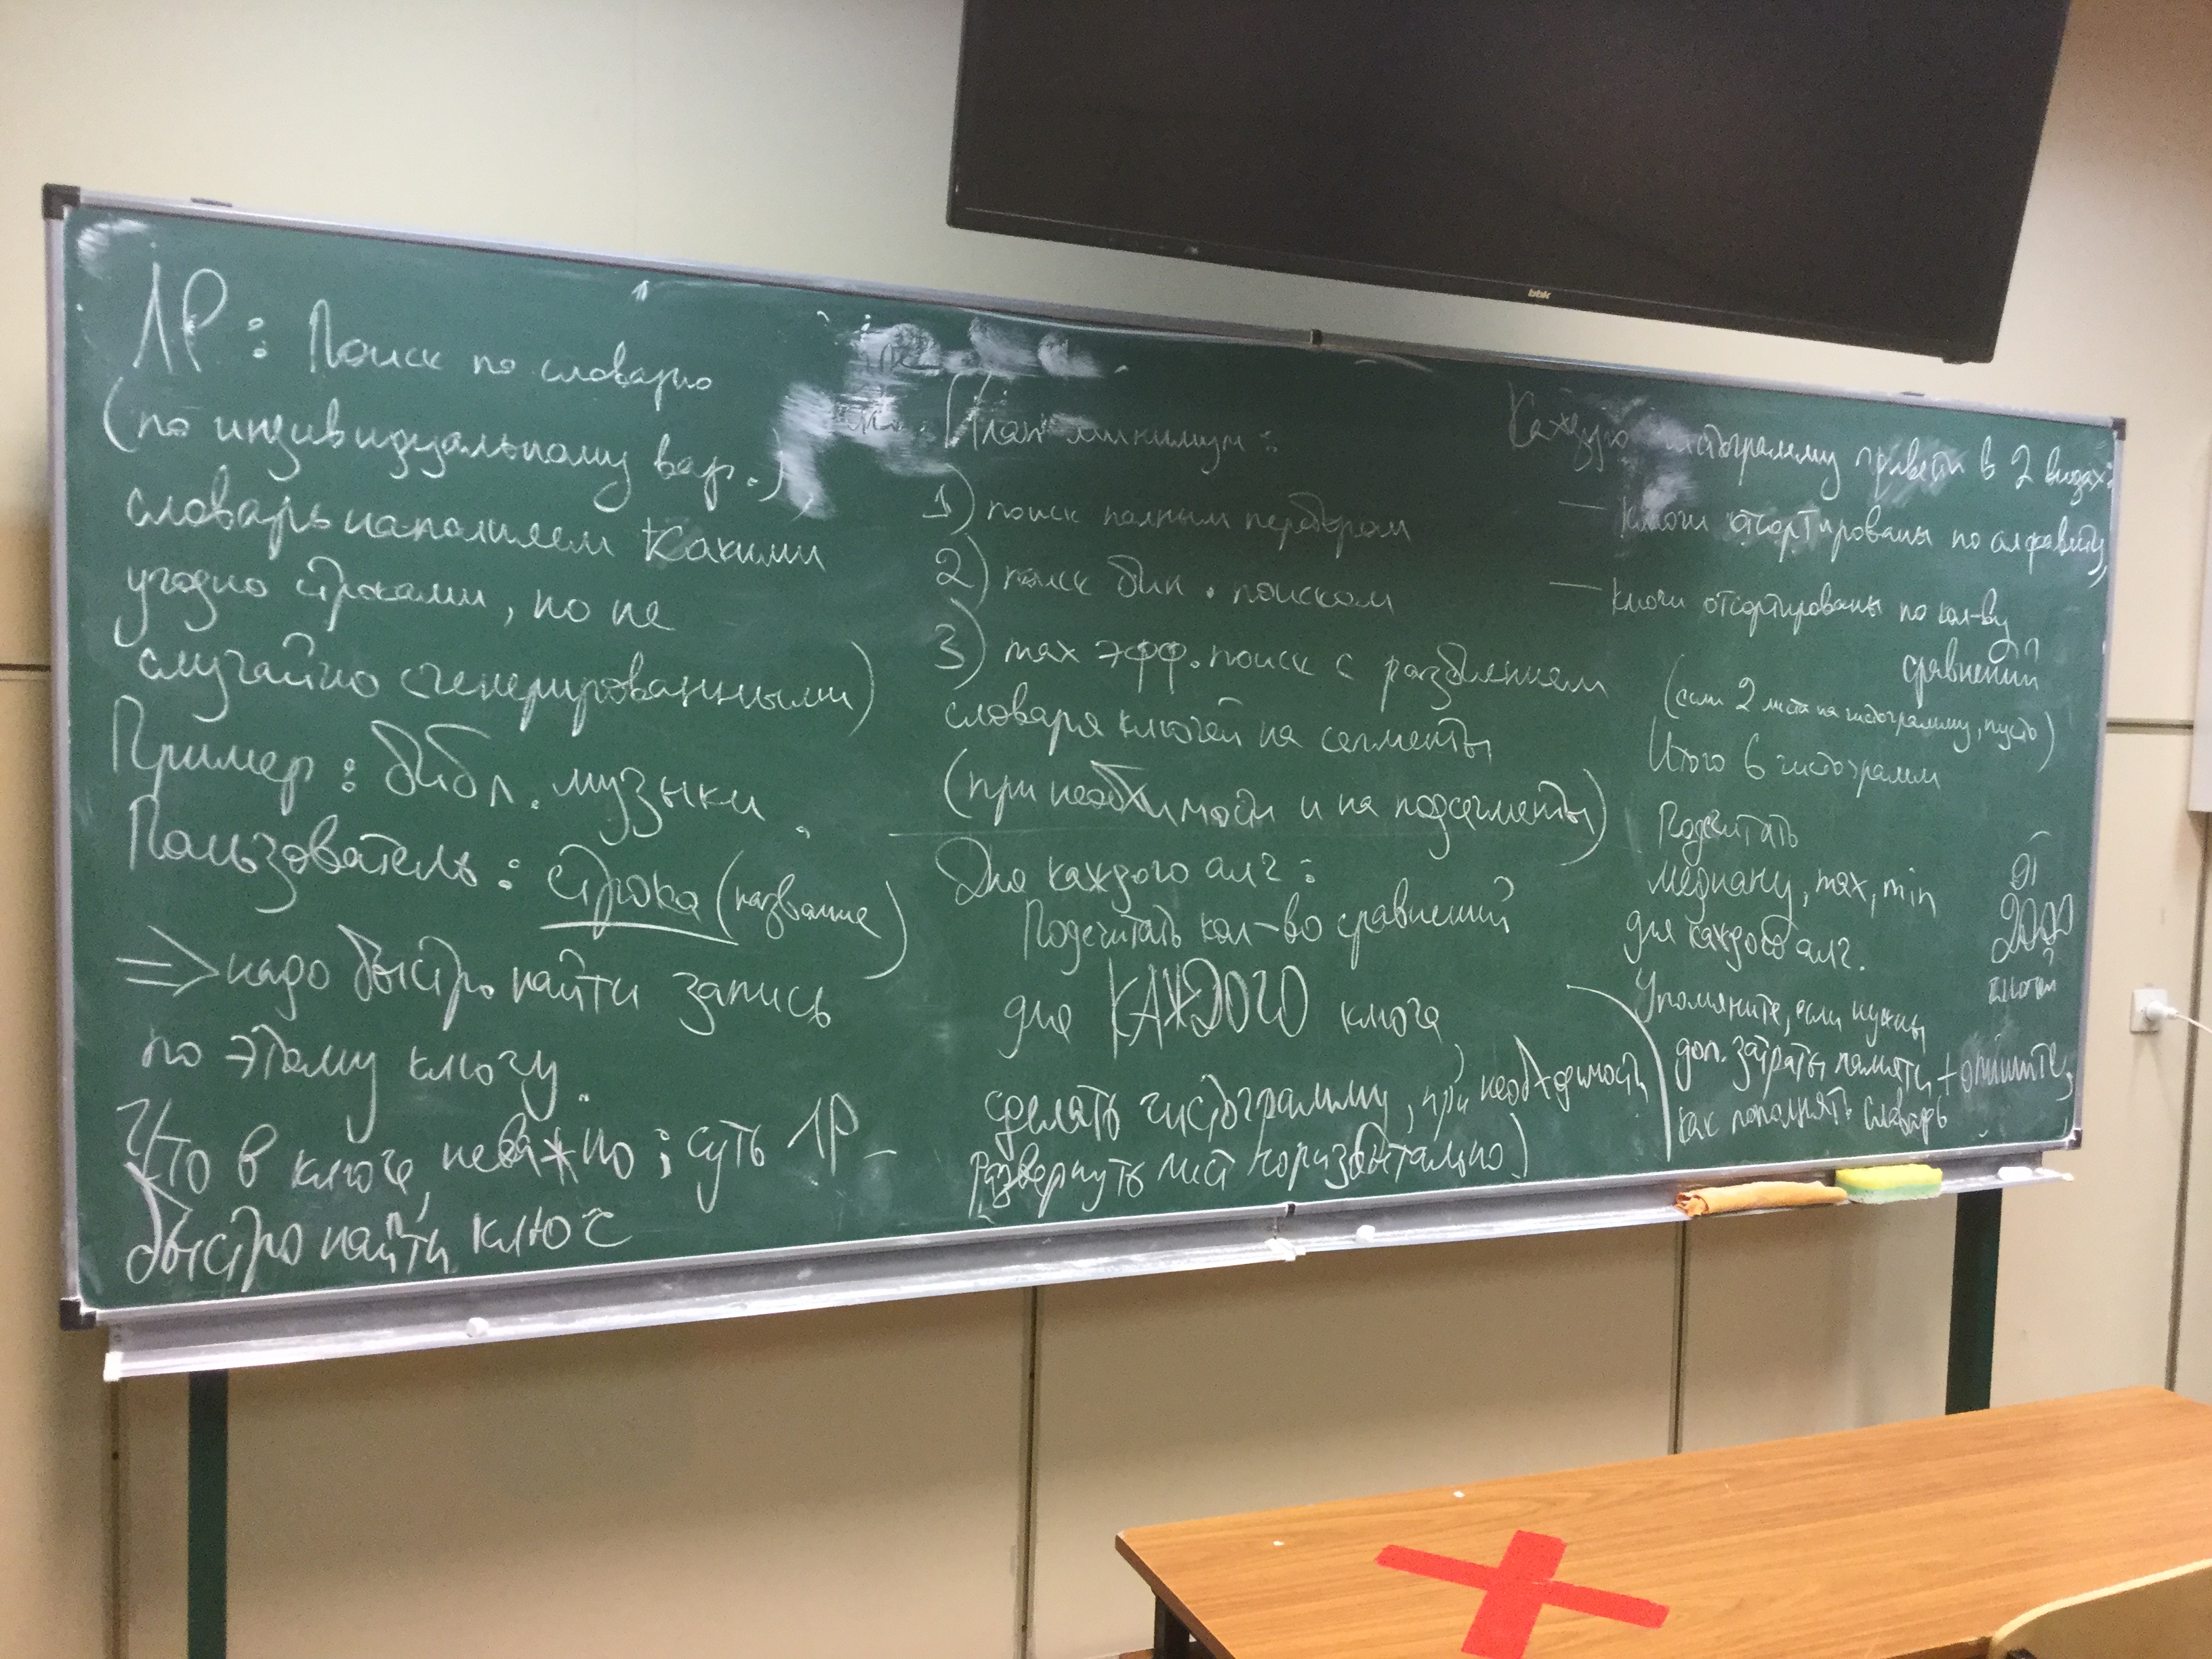 ЛР: Поиск по словарю
(по индивидуальному вар.,
словарь наполняем какими
угодно строками, но не
случайно сгенерированными)
Пример: библ. музыки.
Пользователь: строка (название)
=> надо быстро найти запись
по этому ключу.
Что в ключе, неважно; суть ЛР –
быстро найти ключ
План минимум:
1) поиск полным перебором
2) поиск бин. поиском
3) max эфф. поиск с разбиением
словаря ключей на сегменты
(при необходимости и на подсегменты)
Для каждого алг:
Подсчитать кол-во сравнений
для КАЖДОГО ключа,
сделать гистограмму, при необходимости
развернуть лист горизонтально)
Каждую гистограмму привести в 2 видах:
— ключи отсортированы по алфавиту,
— ключи отсортированы по кол-ву
сравнений
(если 2 листа на гистограмму, пусть)
Итого 6 гистограмм
Подсчитать
медиану, max, min
для каждого алг.
Упомяните, если нужны
доп. затраты памяти, + опишите,
как пополнять словарь
от
2000
ключей
bbk